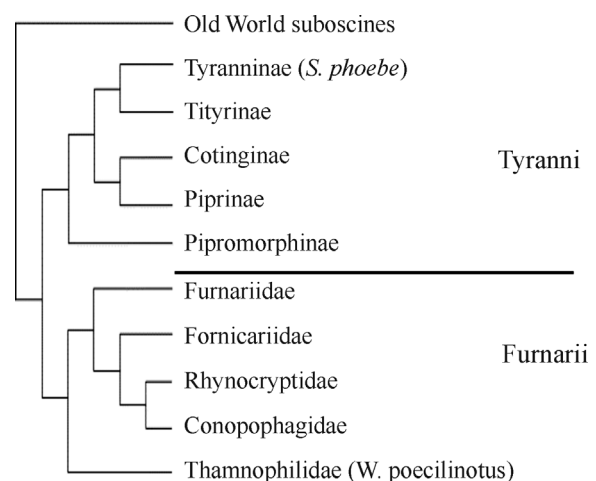 Old World suboscines
Tyranninae (S. phoebe)
Tityrinae
Cotinginae
Tyranni
Piprinae
Pipromorphinae
Furnariidae
Fornicariidae
Furnarii
Rhynocryptidae
Conopophagidae
Thamnophilidae (W. poecilinotus)